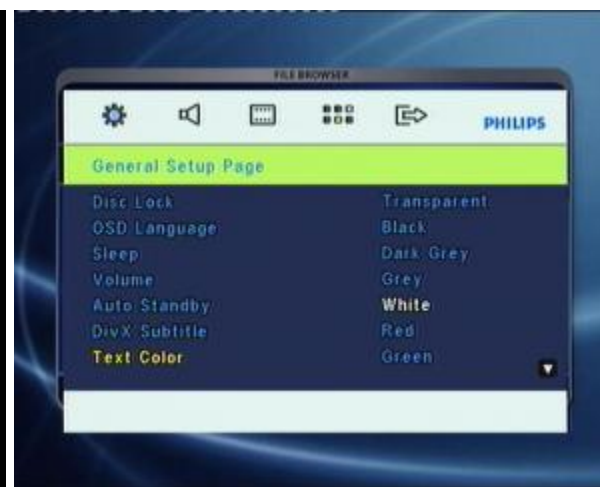 FILE BROWSER
PHILIPS
General Setup Page
Disc Lock Transparent
OSD Language Black
Sleep Dark Grey
Volume Grey
Auto Standby White
DivX Subtitle Red
Text Color Green